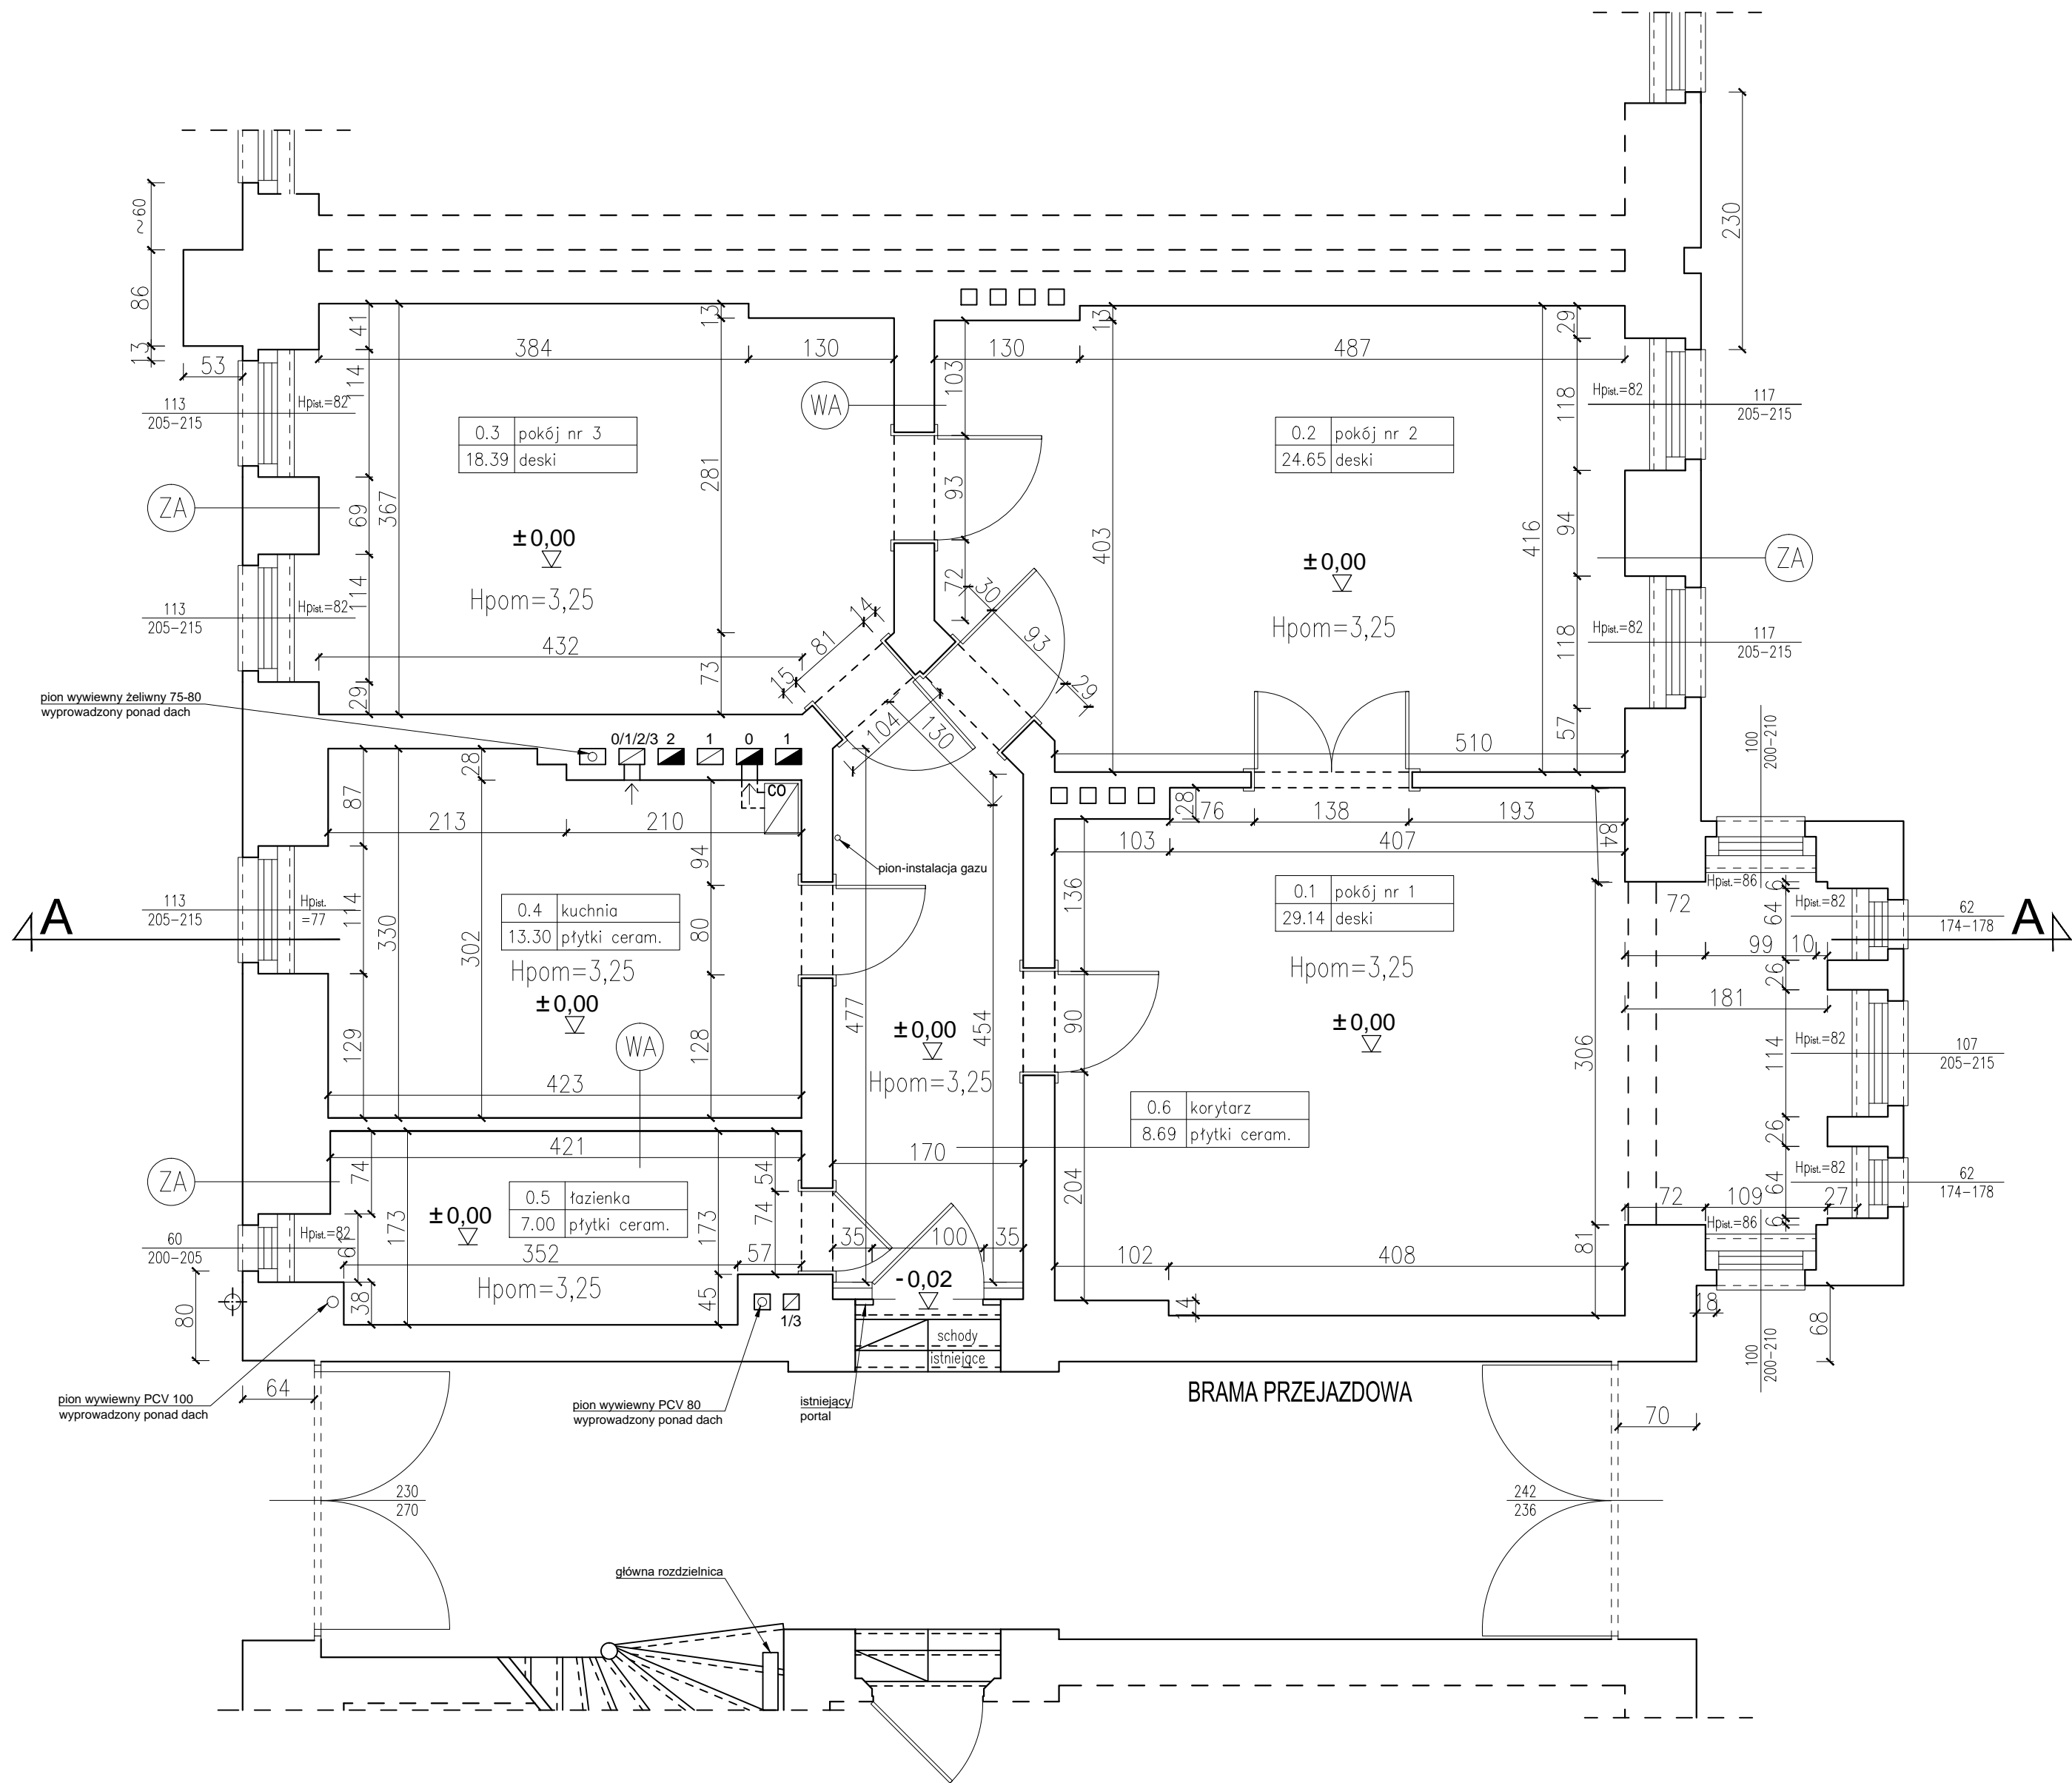 ~60
86
13
53
230
41
114
69
114
29
367
384
130
13
281
73
432
130
103
93
72
13
487
403
416
29
118
94
118
57
510
WA
ZA
ZA
113
205-215
Hpist.=82
113
205-215
Hpist.=82
Hpist.=82
117
205-215
Hpist.=82
117
205-215
0.3 pokój nr 3
18.39 deski
±0,00
Hpom=3,25
0.2 pokój nr 2
24.65 deski
±0,00
Hpom=3,25
14
81
15
30
93
29
104
130
pion wywiewny żeliwny 75-80
wyprowadzony ponad dach
0/1/2/3 2 1 0 1
CO
28
87
213
210
94
pion-instalacja gazu
28
76
138
193
84
103
407
136
100
200-210
113
205-215
Hpist.
=77
114
330
302
80
0.4 kuchnia
13.30 płytki ceram.
Hpom=3,25
±0,00
129
128
423
WA
A
A
0.1 pokój nr 1
29.14 deski
Hpom=3,25
±0,00
477
454
90
306
±0,00
Hpom=3,25
0.6 korytarz
8.69 płytki ceram.
170
204
Hpist.=86
72
6
64
99
10
26
181
114
26
64
6
Hpist.=82
62
174-178
Hpist.=82
107
205-215
Hpist.=82
62
174-178
72
109
27
Hpist.=86
81
100
200-210
18
68
ZA
421
74
173
61
38
0.5 łazienka
7.00 płytki ceram.
±0,00
Hpom=3,25
352
57
173
45
54
74
60
200-205
Hpist.=82
80
35
100
35
-0,02
102
408
14
1/3
schody
istniejące
64
pion wywiewny PCV 100
wyprowadzony ponad dach
pion wywiewny PCV 80
wyprowadzony ponad dach
istniejący
portal
BRAMA PRZEJAZDOWA
70
230
270
242
236
główna rozdzielnica